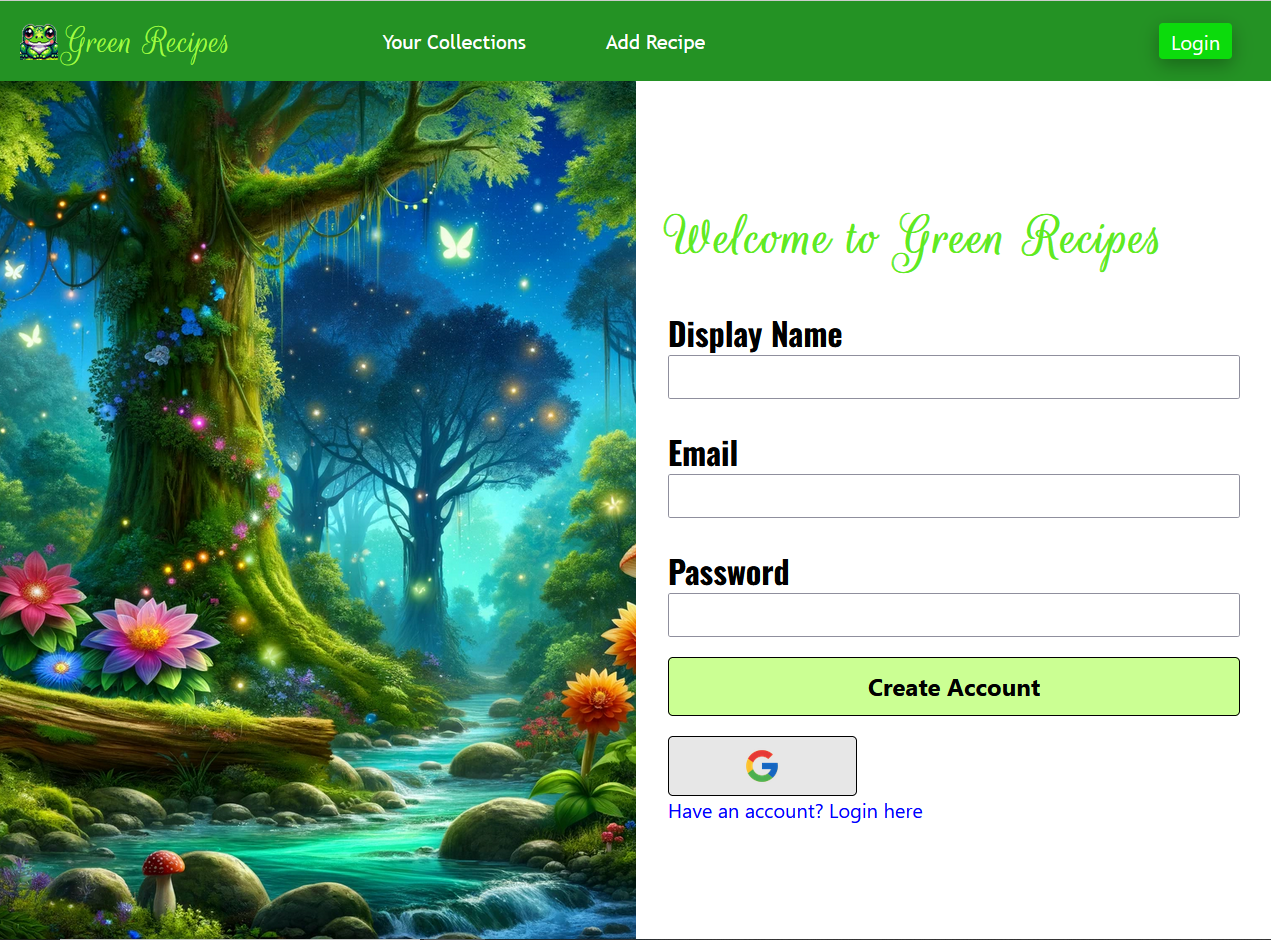 Green Recipes
Your Collections
Add Recipe
Login
Welcome to Green Recipes
Display Name
Email
Password
Create Account
Have an account? Login here